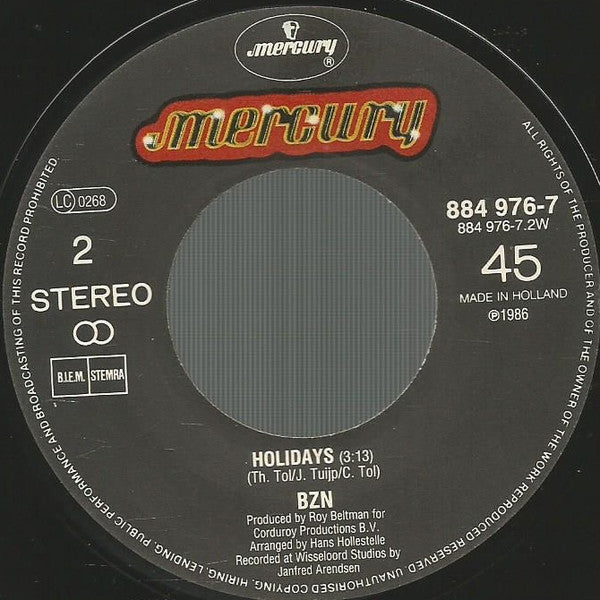 mercury
®
mercury
LC 0268
2
STEREO
B.I.E.M. STEMRA
884 976-7
884 976-7.2W
45
MADE IN HOLLAND
℗1986
HOLIDAYS (3:13)
(Th. Tol/J. Tuijp/C. Tol)
BZN
Produced by Roy Beltman for
Corduroy Productions B.V.
Arranged by Hans Hollestelle
Recorded at Wisseloord Studios by
Janfred Arendsen
ALL RIGHTS OF THE PRODUCER AND OF THE OWNER OF THE WORK REPRODUCED RESERVED. UNAUTHORISED COPYING, HIRING, LENDING, PUBLIC PERFORMANCE AND BROADCASTING OF THIS RECORD PROHIBITED.